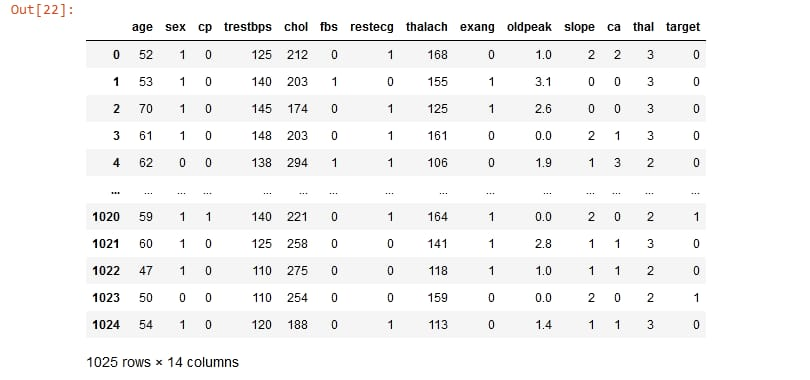 Out[22]:
age sex cp trestbps chol fbs restecg thalach exang oldpeak slope ca thal target
0 52 1 0 125 212 0 1 168 0 1.0 2 2 3 0
1 53 1 0 140 203 1 0 155 1 3.1 0 0 3 0
2 70 1 0 145 174 0 1 125 1 2.6 0 0 3 0
3 61 1 0 148 203 0 1 161 0 0.0 2 1 3 0
4 62 0 0 138 294 1 1 106 0 1.9 1 3 2 0
... ... ... ... ... ... ... ... ... ... ... ... ... ... ...
1020 59 1 1 140 221 0 1 164 1 0.0 2 0 2 1
1021 60 1 0 125 258 0 0 141 1 2.8 1 1 3 0
1022 47 1 0 110 275 0 0 118 1 1.0 1 1 2 0
1023 50 0 0 110 254 0 0 159 0 0.0 2 0 2 1
1024 54 1 0 120 188 0 1 113 0 1.4 1 1 3 0
1025 rows × 14 columns